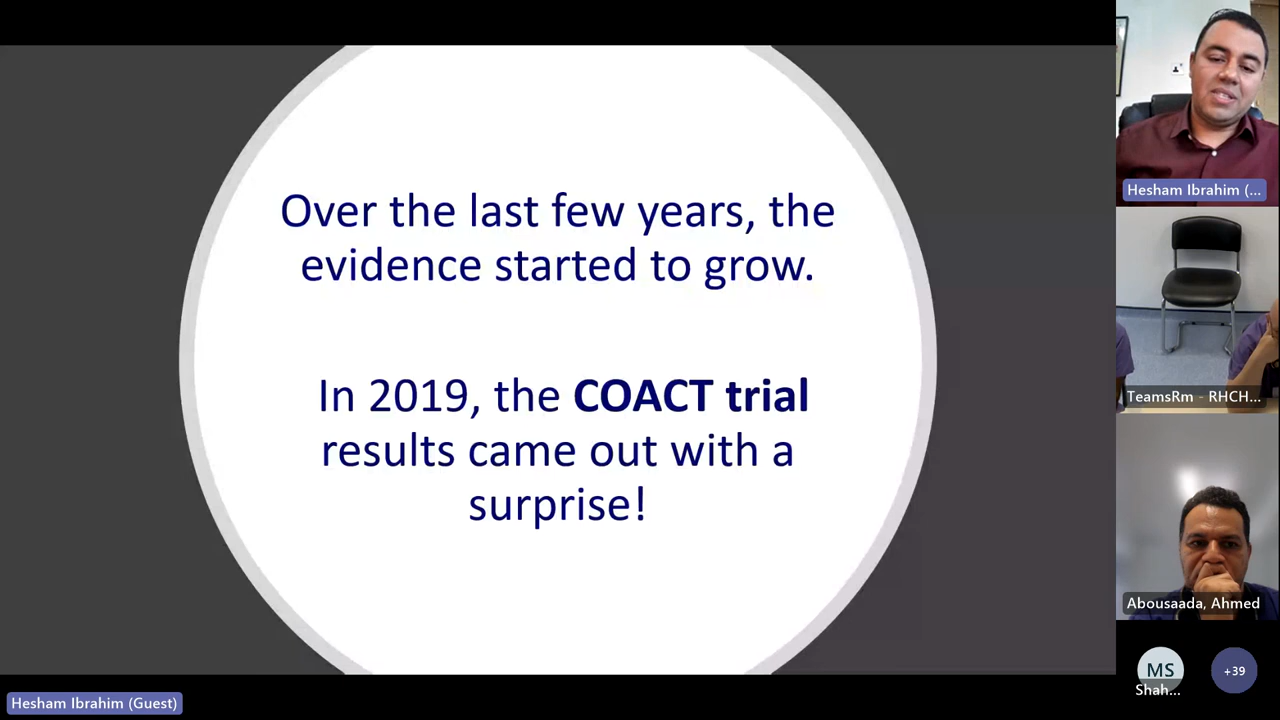 Over the last few years, the
evidence started to grow.
In 2019, the COACT trial
results came out with a
surprise!
Hesham Ibrahim (...
TeamsRm - RHCH...
Abousaada, Ahmed
MS
Shah...
+39
Hesham Ibrahim (Guest)